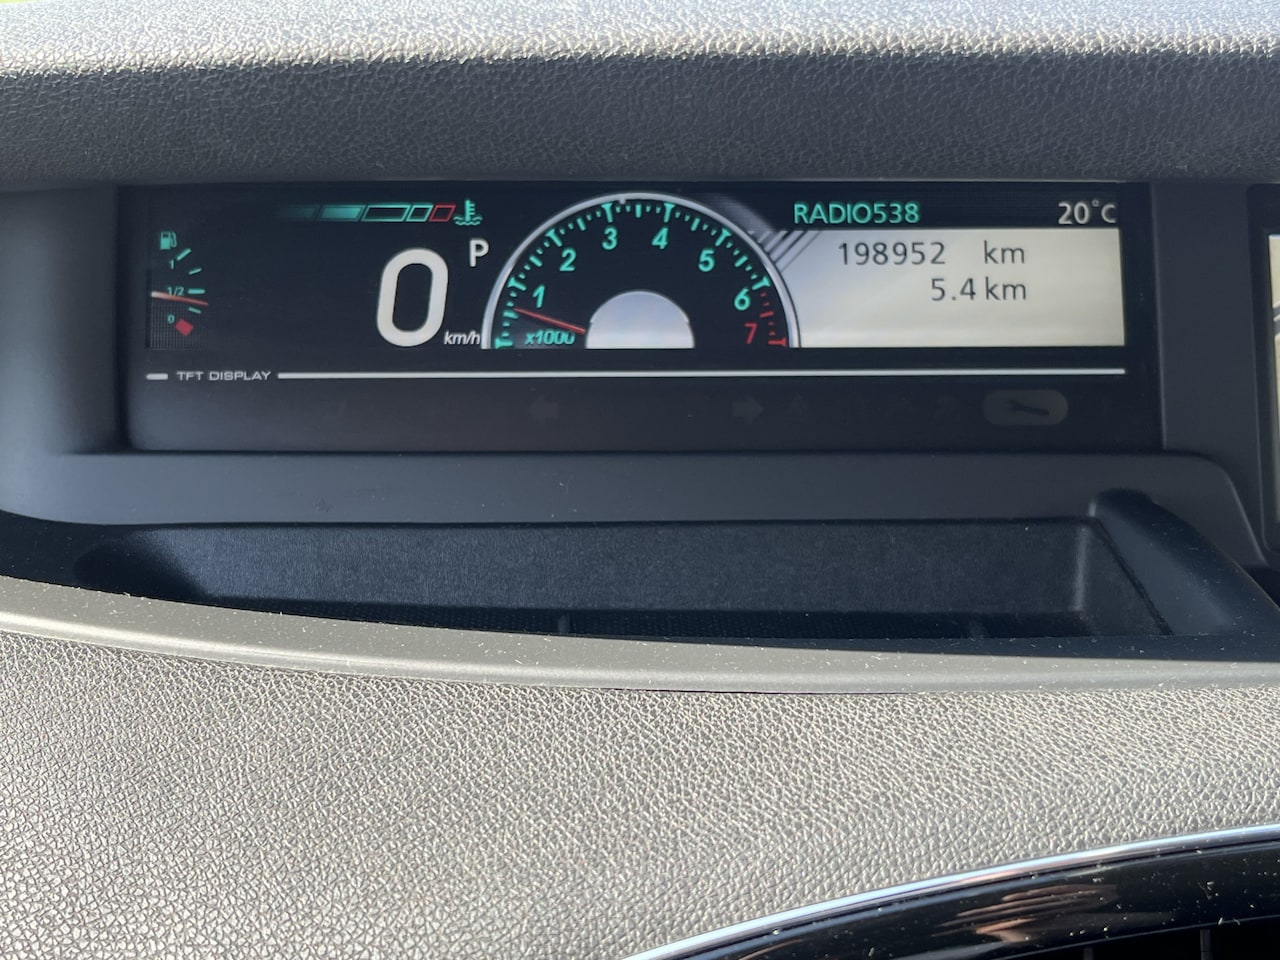 RADIO538 20°C
198952 km
5.4 km
1
1/2
0
P
0 km/h
1 2 3 4 5 6 7
x1000
TFT DISPLAY